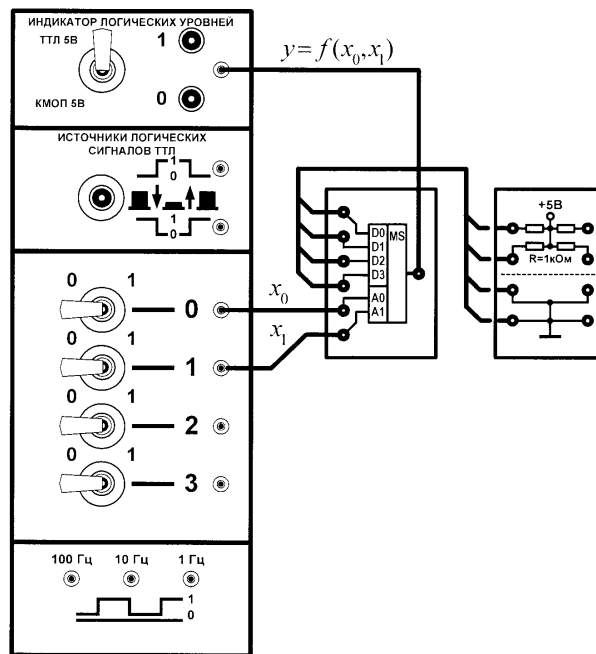 ИНДИКАТОР ЛОГИЧЕСКИХ УРОВНЕЙ
ТТЛ 5В
1
КМОП 5В
0
y = f(x₀,x₁)
ИСТОЧНИКИ ЛОГИЧЕСКИХ
СИГНАЛОВ ТТЛ
1
0
1
0
0 1
0
0 1
1
0 1
2
0 1
3
x₀
x₁
D0 MS
D1
D2
D3
A0
A1
+5В
R=1кОм
100 Гц 10 Гц 1 Гц
1
0